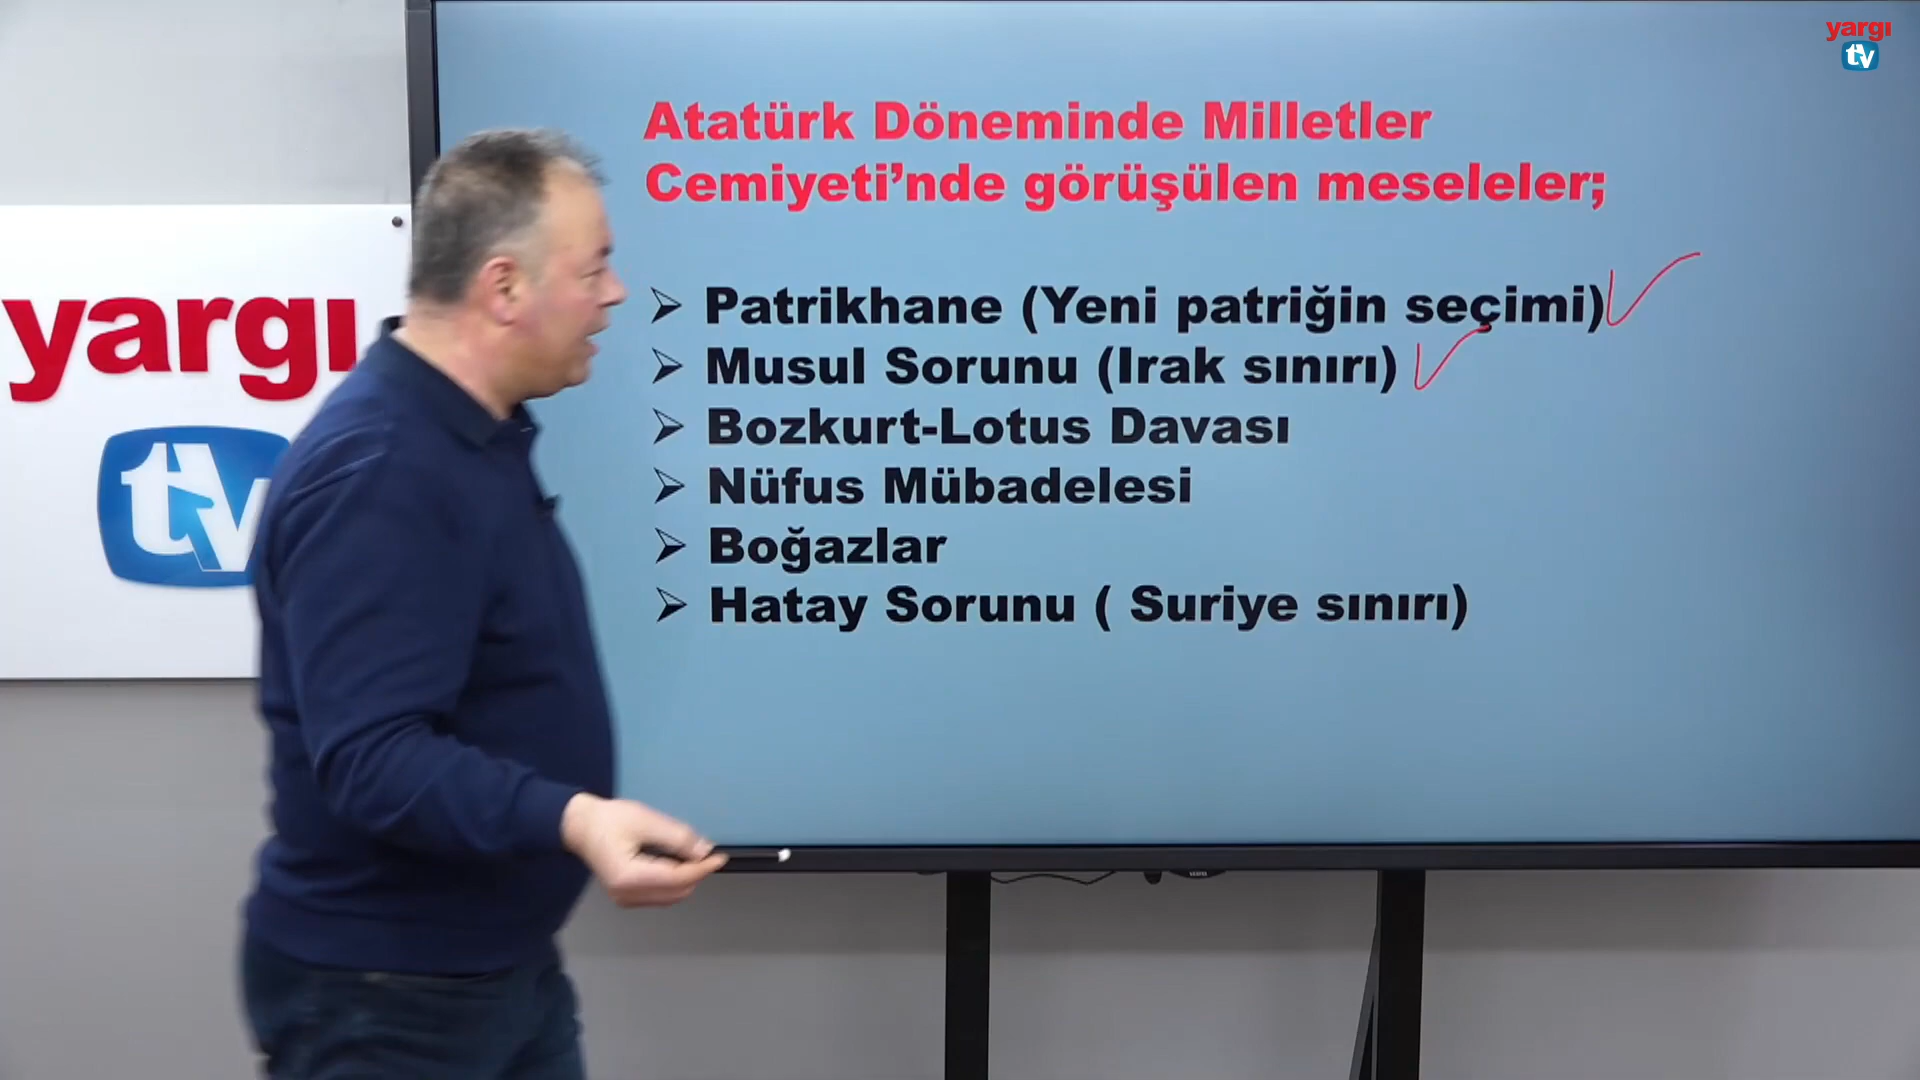 yargı
tv
Atatürk Döneminde Milletler
Cemiyeti’nde görüşülen meseleler;
➢ Patrikhane (Yeni patriğin seçimi)
➢ Musul Sorunu (Irak sınırı)
➢ Bozkurt-Lotus Davası
➢ Nüfus Mübadelesi
➢ Boğazlar
➢ Hatay Sorunu ( Suriye sınırı)
yargı
tv